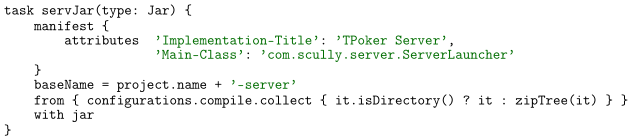 task servJar(type: Jar) {
    manifest {
        attributes  'Implementation-Title': 'TPoker Server',
                    'Main-Class': 'com.scully.server.ServerLauncher'
    }
    baseName = project.name + '-server'
    from { configurations.compile.collect { it.isDirectory() ? it : zipTree(it) } }
    with jar
}